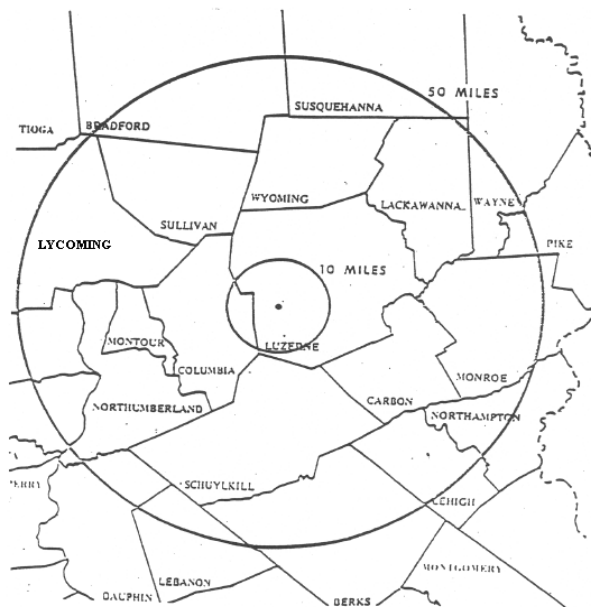 50 MILES
SUSQUEHANNA
TIOGA
BRADFORD
WYOMING
LACKAWANNA
WAYNE
SULLIVAN
LYCOMING
PIKE
10 MILES
MONTOUR
LUZERNE
COLUMBIA
CARBON
MONROE
NORTHUMBERLAND
NORTHAMPTON
SCHUYLKILL
LEHIGH
MONTGOMERY
LEBANON
DAUPHIN
BERKS